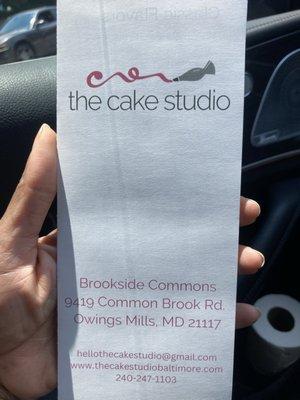 the cake studio
Brookside Commons
9419 Common Brook Rd.
Owings Mills, MD 21117
hellothecakestudio@gmail.com
www.thecakestudiobaltimore.com
240-247-1103